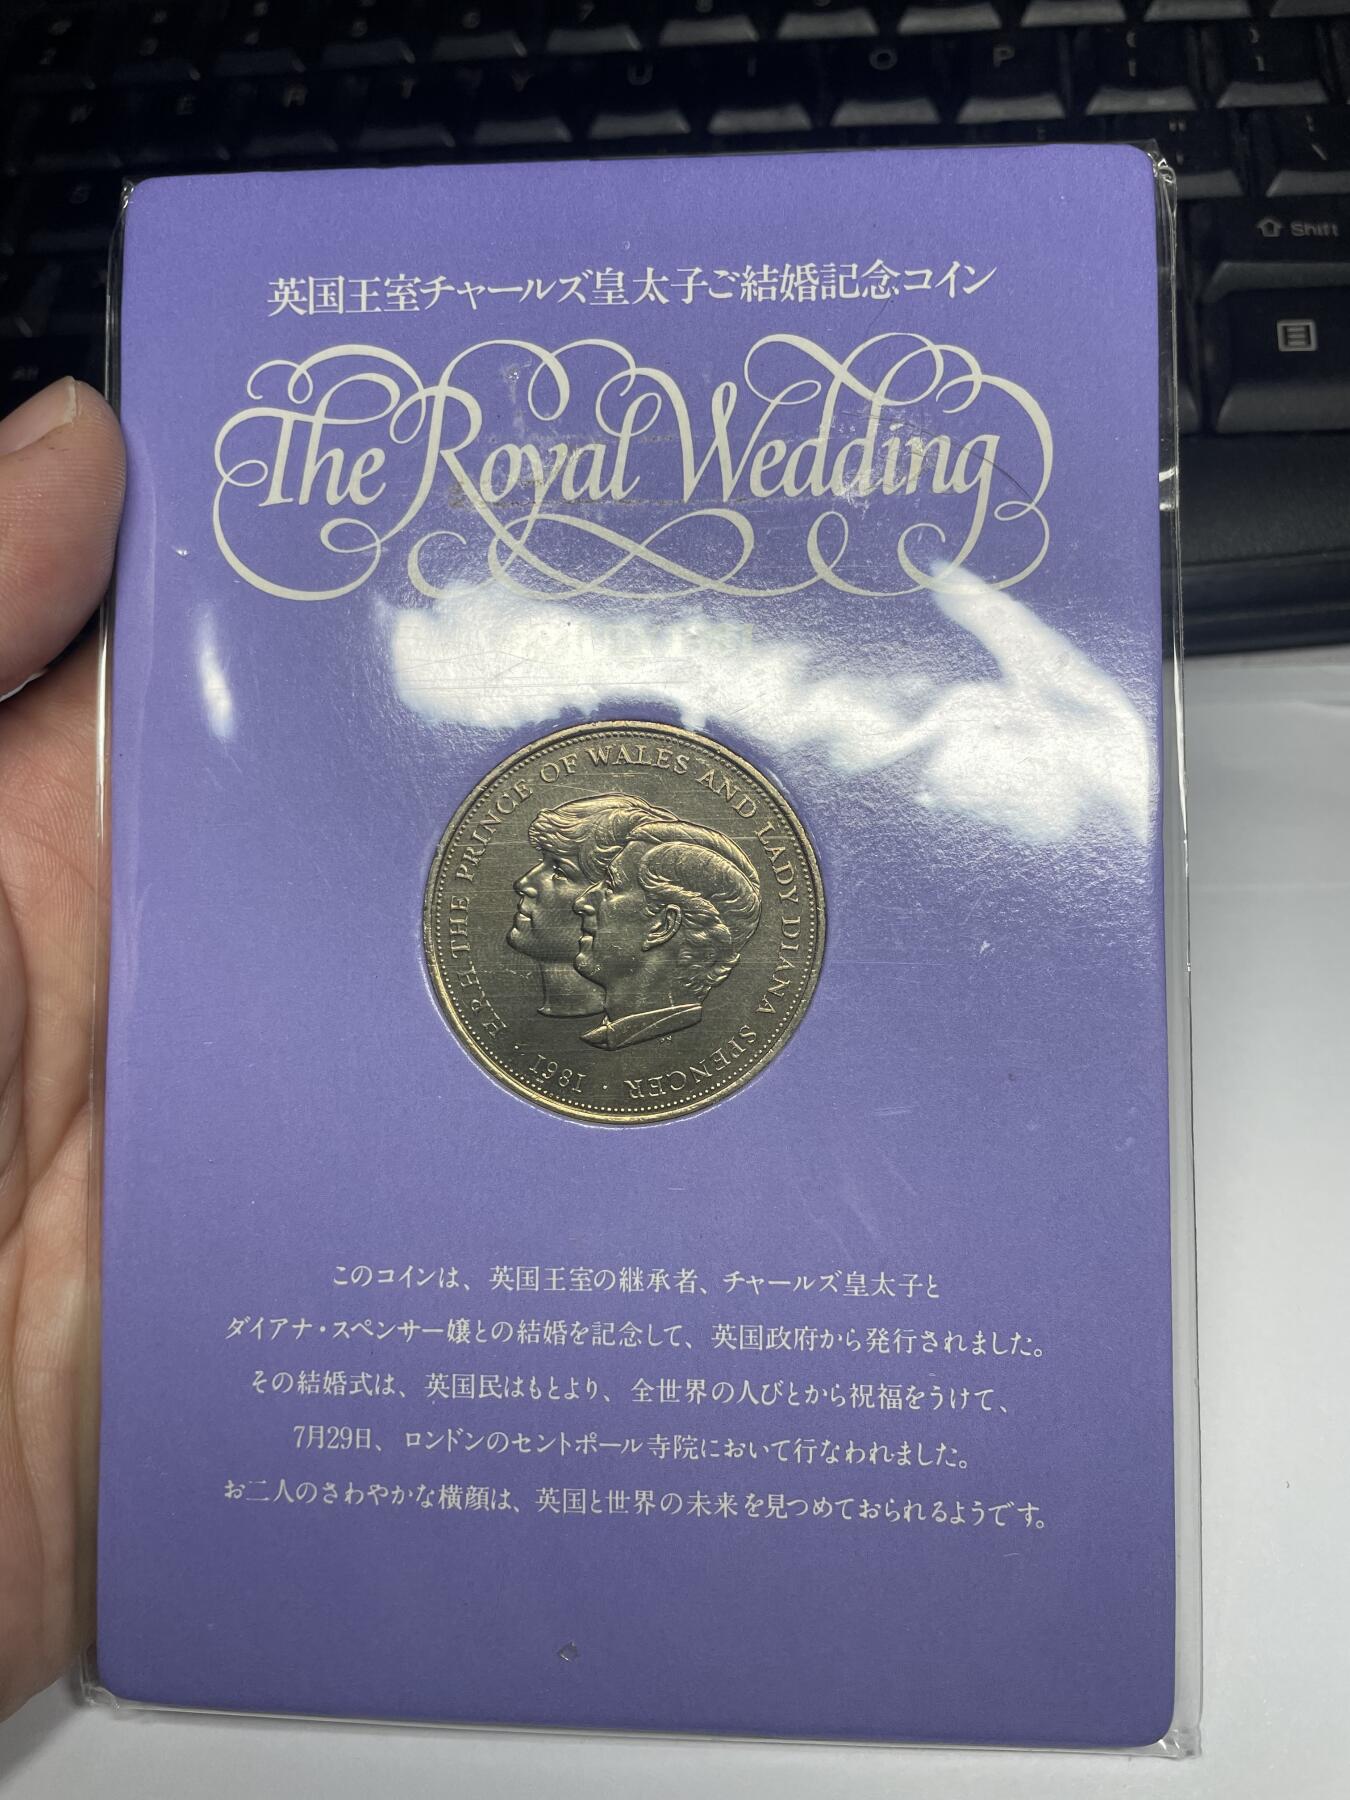 英国王室チャールズ皇太子ご結婚記念コイン
The Royal Wedding
· H.R.H. THE PRINCE OF WALES AND LADY DIANA SPENCER · 1981
このコインは、英国王室の継承者、チャールズ皇太子と
ダイアナ・スペンサー嬢との結婚を記念して、英国政府から発行されました。
その結婚式は、英国民はもとより、全世界の人びとから祝福をうけて、
7月29日、ロンドンのセントポール寺院において行なわれました。
お二人のさわやかな横顔は、英国と世界の未来を見つめておられるようです。
E
R
T
Y
U
I
O
P
Shift
Alt